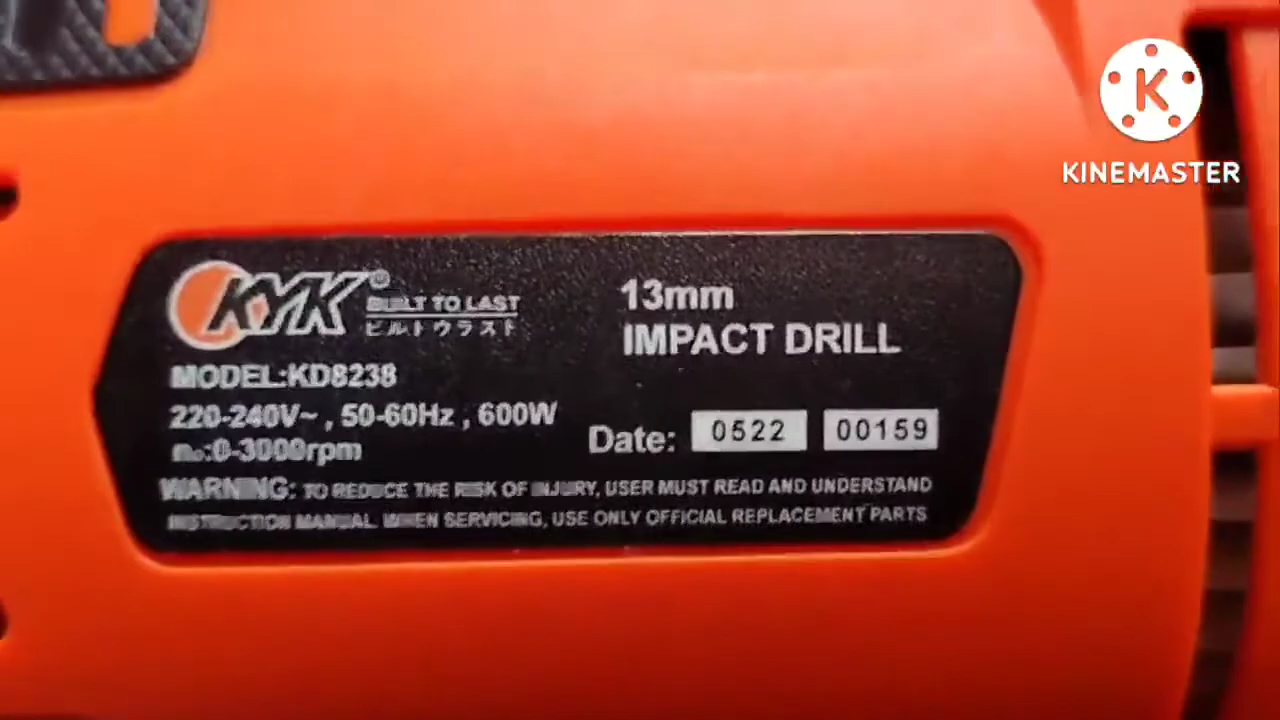 K
KINEMASTER
KYK®
BUILT TO LAST
ビルトウラスト
13mm
IMPACT DRILL
MODEL:KD8238
220-240V~ , 50-60Hz , 600W
n₀:0-3000rpm
Date: 0522 00159
WARNING: TO REDUCE THE RISK OF INJURY, USER MUST READ AND UNDERSTAND
INSTRUCTION MANUAL. WHEN SERVICING, USE ONLY OFFICIAL REPLACEMENT PARTS